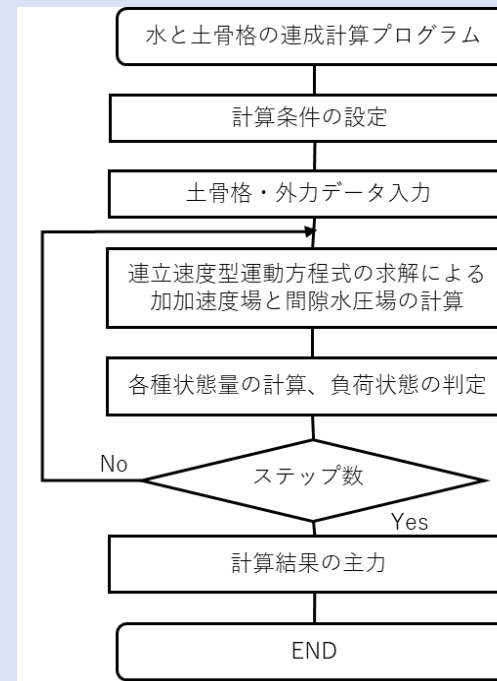 水と土骨格の連成計算プログラム
計算条件の設定
土骨格・外力データ入力
連立速度型運動方程式の求解による
加加速度場と間隙水圧場の計算
各種状態量の計算、負荷状態の判定
No
ステップ数
Yes
計算結果の主力
END